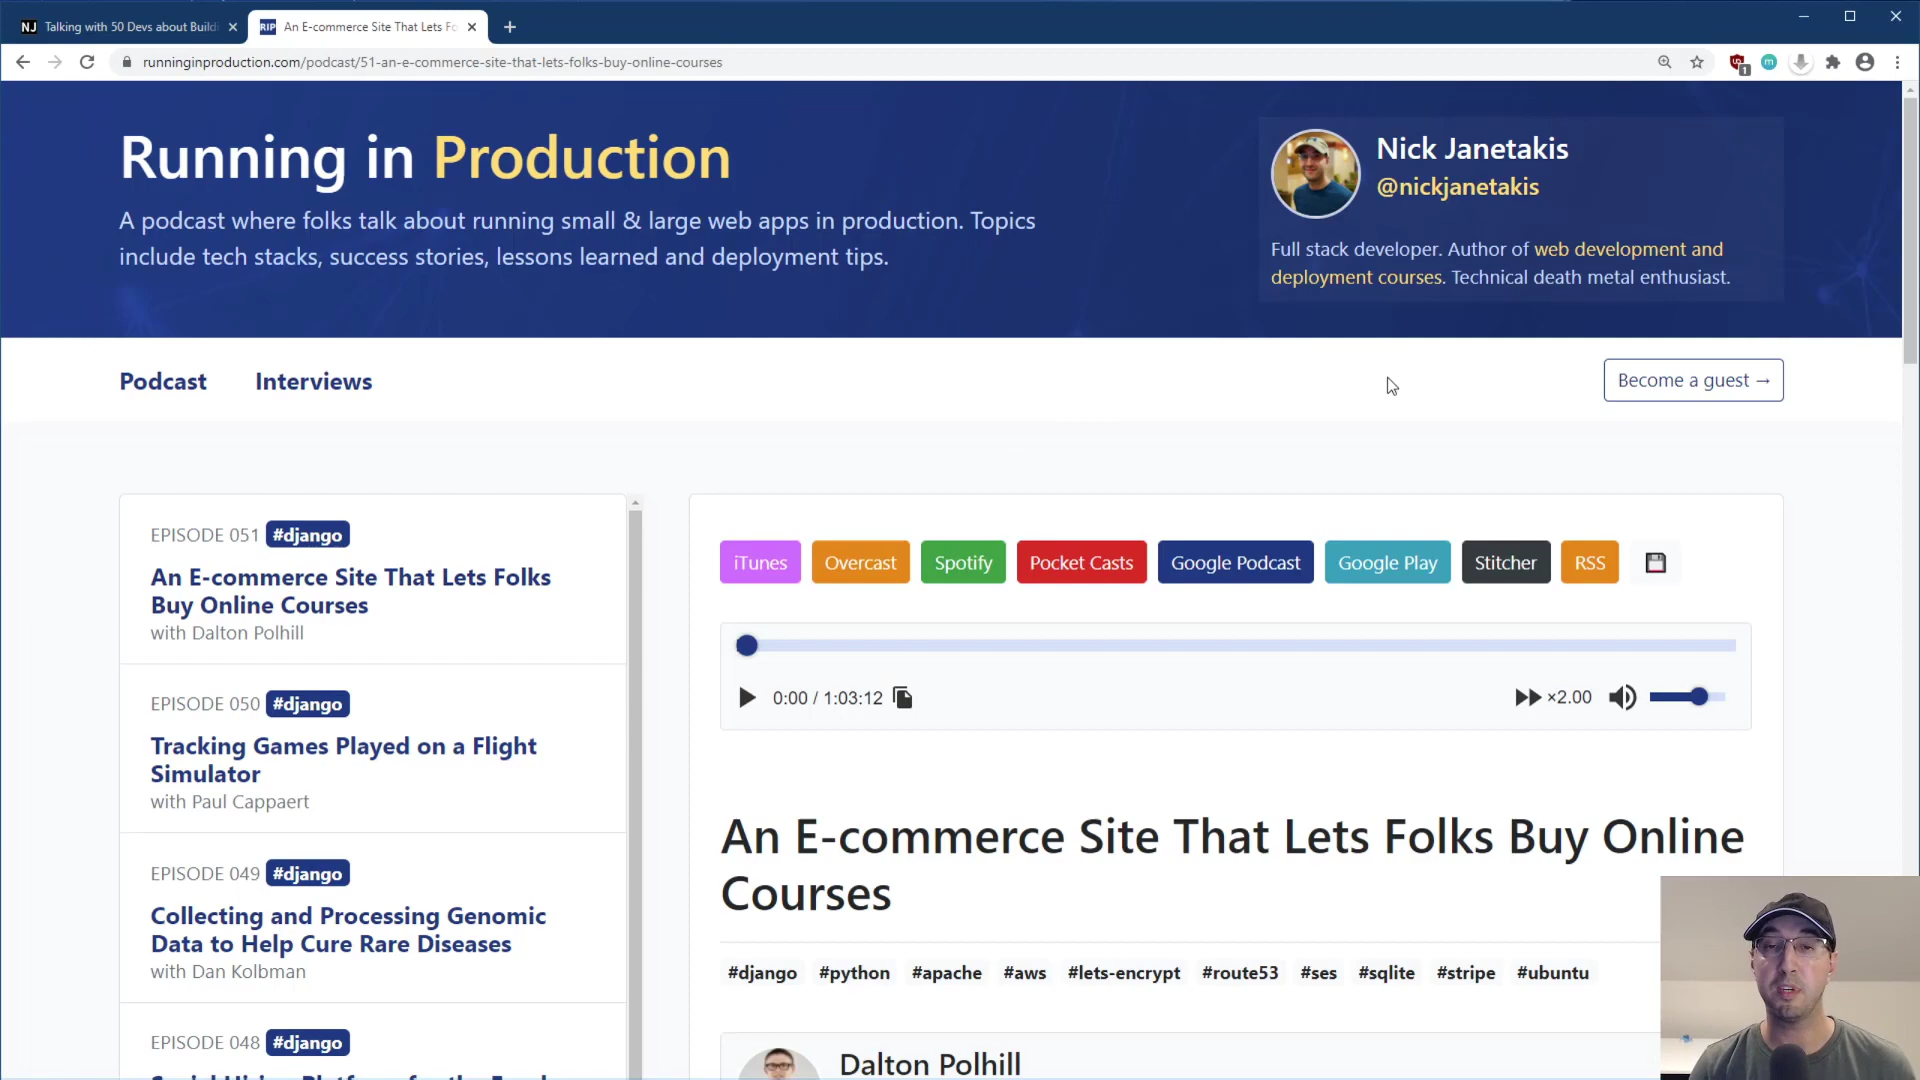 NJ Talking with 50 Devs about Build
RIP An E-commerce Site That Lets Fo
runninginproduction.com/podcast/51-an-e-commerce-site-that-lets-folks-buy-online-courses
1
m
Running in Production
A podcast where folks talk about running small & large web apps in production. Topics
include tech stacks, success stories, lessons learned and deployment tips.
Nick Janetakis
@nickjanetakis
Full stack developer. Author of web development and
deployment courses. Technical death metal enthusiast.
Podcast
Interviews
Become a guest →
EPISODE 051 #django
An E-commerce Site That Lets Folks
Buy Online Courses
with Dalton Polhill
EPISODE 050 #django
Tracking Games Played on a Flight
Simulator
with Paul Cappaert
EPISODE 049 #django
Collecting and Processing Genomic
Data to Help Cure Rare Diseases
with Dan Kolbman
EPISODE 048 #django
iTunes
Overcast
Spotify
Pocket Casts
Google Podcast
Google Play
Stitcher
RSS
0:00 / 1:03:12
×2.00
An E-commerce Site That Lets Folks Buy Online
Courses
#django #python #apache #aws #lets-encrypt #route53 #ses #sqlite #stripe #ubuntu
Dalton Polhill